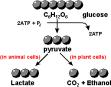 C₆H₁₂O₆ glucose
2ATP + Pᵢ 2ATP
pyruvate
(in animal cells) (in plant cells)
Lactate CO₂ + Ethanol